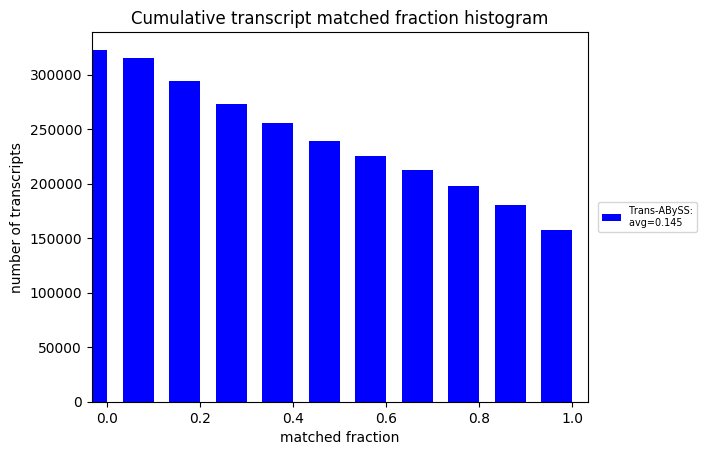 Cumulative transcript matched fraction histogram
number of transcripts
300000
250000
200000
150000
100000
50000
0
0.0 0.2 0.4 0.6 0.8 1.0
matched fraction
Trans-ABySS:
avg=0.145